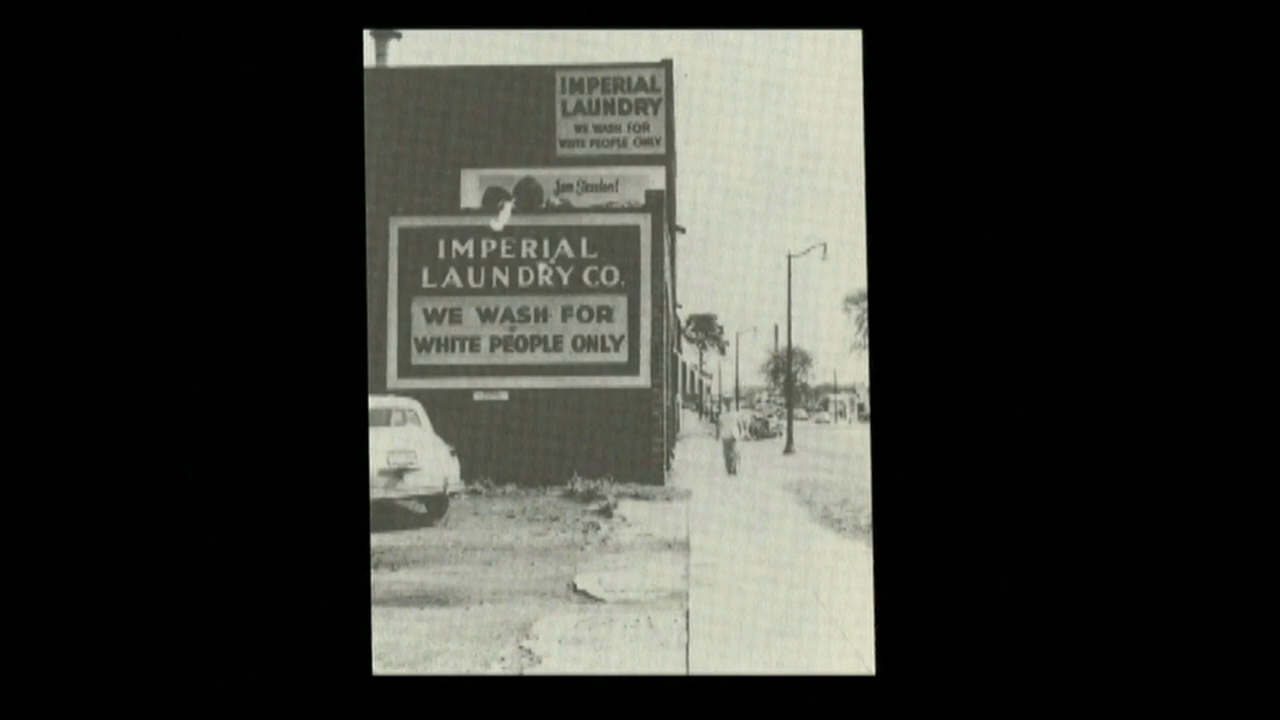 IMPERIAL
LAUNDRY
WE WASH FOR
WHITE PEOPLE ONLY
IMPERIAL
LAUNDRY CO.
WE WASH FOR
WHITE PEOPLE ONLY